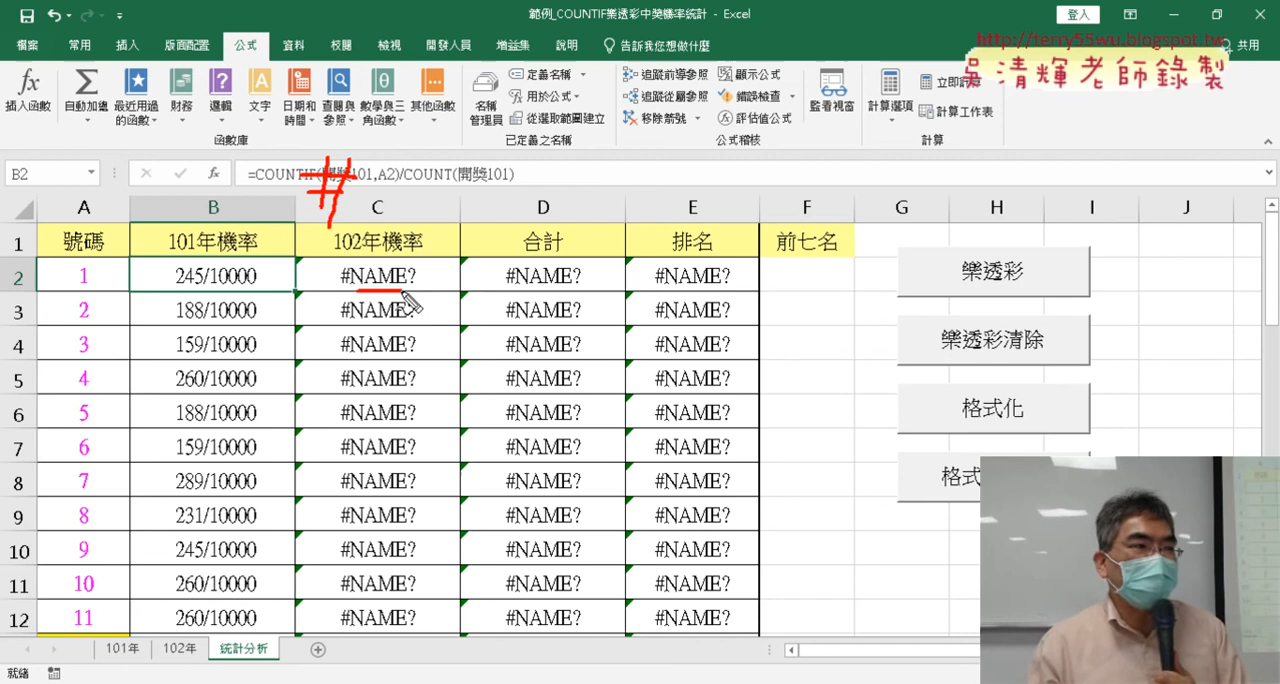 範例_COUNTIF樂透彩中獎機率統計 - Excel
登入
檔案 常用 插入 版面配置 公式 資料 校閱 檢視 開發人員 增益集 說明 告訴我您想做什麼 共用
http://terry55wu.blogspot.tw
吳清輝老師錄製
插入函數 自動加總 最近用過的函數 財務 邏輯 文字 日期和時間 查閱與參照 數學與三角函數 其他函數
函數庫
名稱管理員 定義名稱 用於公式 從選取範圍建立
已定義之名稱
追蹤前導參照 追蹤從屬參照 移除箭號 顯示公式 錯誤檢查 評估值公式
公式稽核
監看視窗
計算選項 計算工作表
計算
B2 fx =COUNTIF(開獎101,A2)/COUNT(開獎101)
#
A B C D E F G H I J
1 號碼 101年機率 102年機率 合計 排名 前七名
2 1 245/10000 #NAME? #NAME? #NAME?
3 2 188/10000 #NAME? #NAME? #NAME?
4 3 159/10000 #NAME? #NAME? #NAME?
5 4 260/10000 #NAME? #NAME? #NAME?
6 5 188/10000 #NAME? #NAME? #NAME?
7 6 159/10000 #NAME? #NAME? #NAME?
8 7 289/10000 #NAME? #NAME? #NAME?
9 8 231/10000 #NAME? #NAME? #NAME?
10 9 245/10000 #NAME? #NAME? #NAME?
11 10 260/10000 #NAME? #NAME? #NAME?
12 11 260/10000 #NAME? #NAME? #NAME?
樂透彩
樂透彩清除
格式化
格式
101年 102年 統計分析
就緒